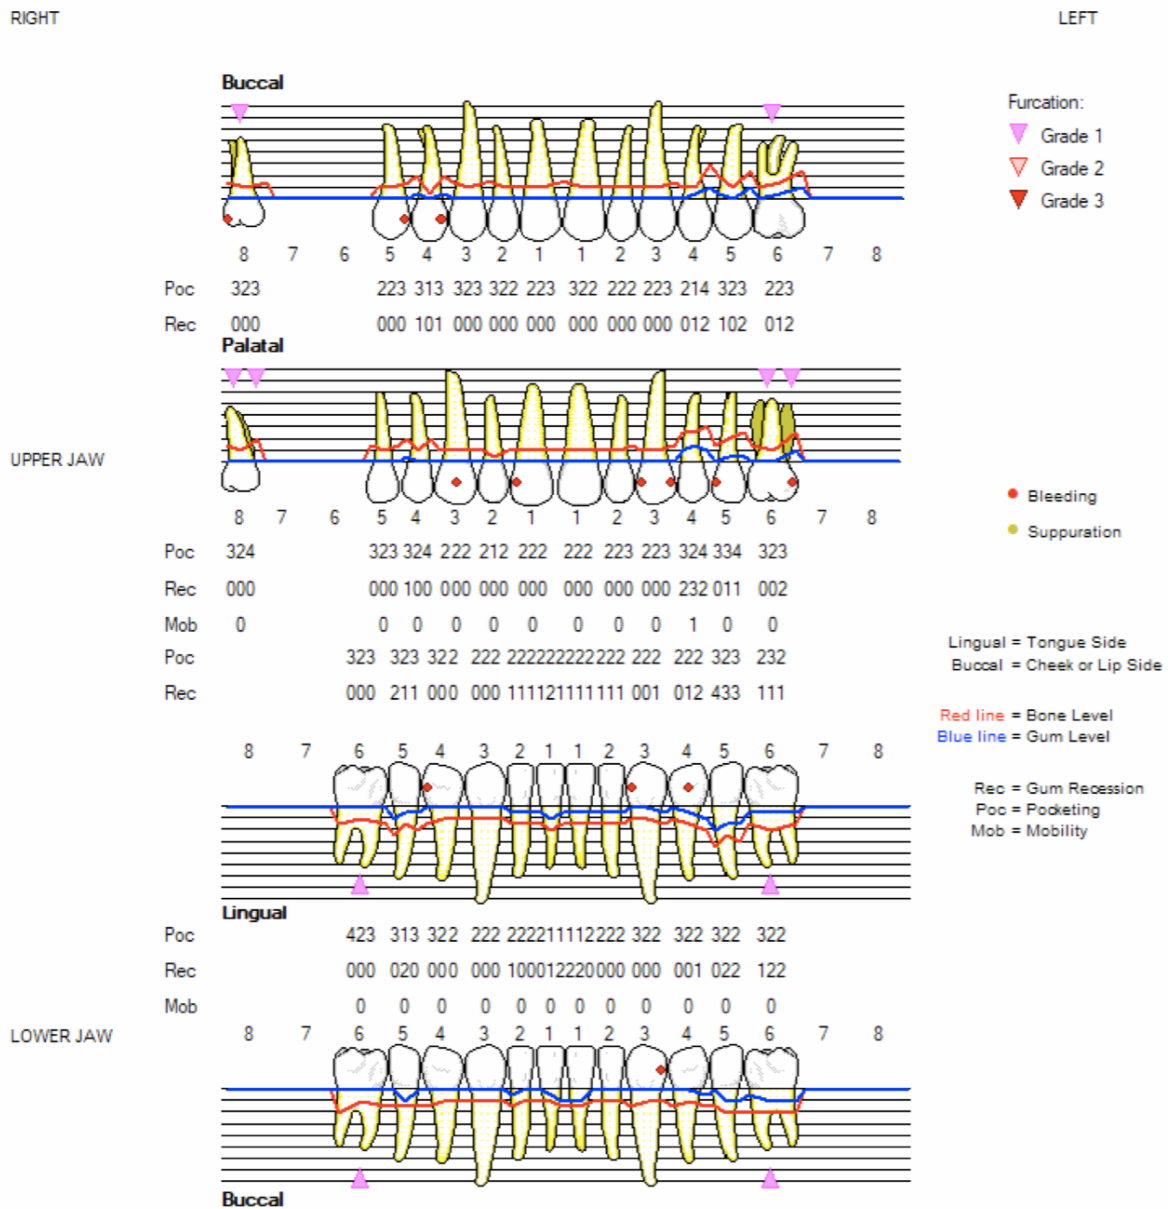 RIGHT LEFT
Buccal
Furcation:
Grade 1
Grade 2
Grade 3
8 7 6 5 4 3 2 1 1 2 3 4 5 6 7 8
Poc 323 223 313 323 322 223 322 222 223 214 323 223
Rec 000 000 101 000 000 000 000 000 000 012 102 012
Palatal
UPPER JAW
Bleeding
8 7 6 5 4 3 2 1 1 2 3 4 5 6 7 8
Suppuration
Poc 324 323 324 222 212 222 222 223 223 324 334 323
Rec 000 000 100 000 000 000 000 000 000 232 011 002
Mob 0 0 0 0 0 0 0 0 0 1 0 0
Lingual = Tongue Side
Poc 323 323 322 222 222222222222 222 222 323 232
Buccal = Cheek or Lip Side
Rec 000 211 000 000 111121111111 001 012 433 111
Red line = Bone Level
Blue line = Gum Level
8 7 6 5 4 3 2 1 1 2 3 4 5 6 7 8
Rec = Gum Recession
Poc = Pocketing
Mob = Mobility
Lingual
Poc 423 313 322 222 222211112222 322 322 322 322
Rec 000 020 000 000 100012220000 000 001 022 122
Mob 0 0 0 0 0 0 0 0 0 0 0 0
LOWER JAW 8 7 6 5 4 3 2 1 1 2 3 4 5 6 7 8
Buccal